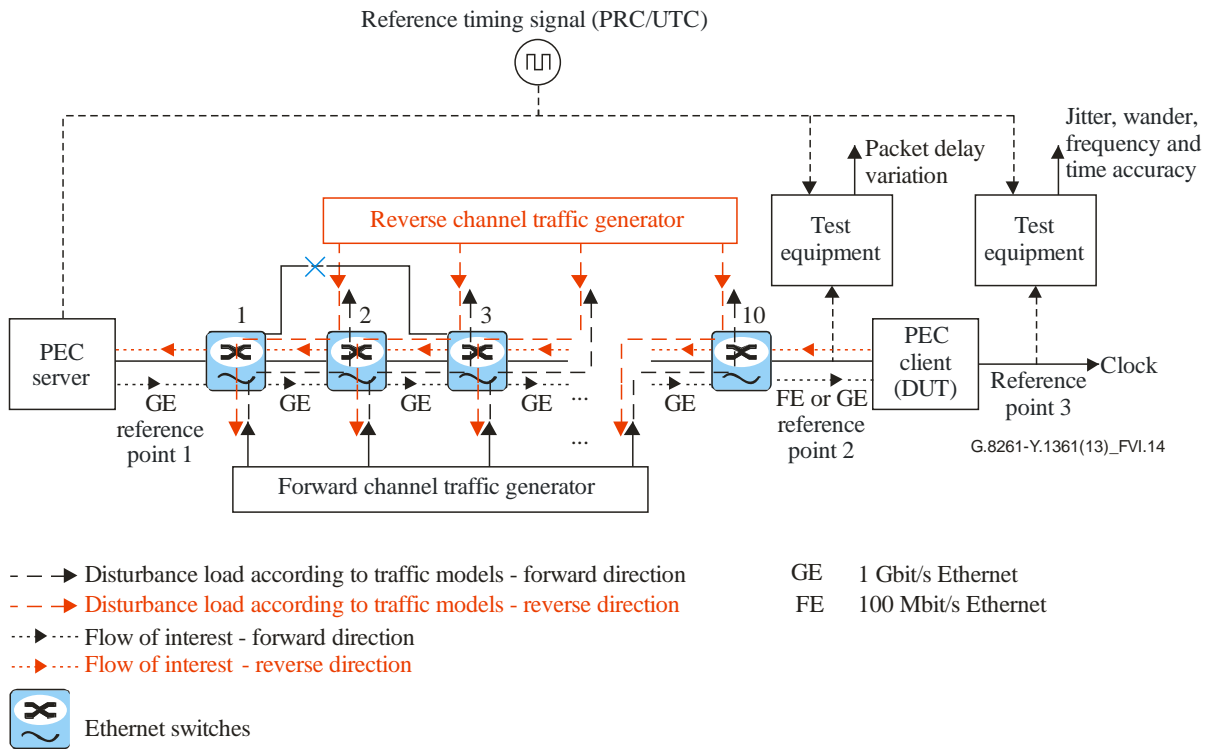 Reference timing signal (PRC/UTC)
Jitter, wander,
frequency and
time accuracy
Packet delay
variation
Reverse channel traffic generator
Test
equipment
Test
equipment
1
2
3
10
PEC
server
PEC
client
(DUT)
Clock
GE
GE
GE
GE
...
GE
FE or GE
reference
point 1
reference
point 2
Reference
point 3
...
G.8261-Y.1361(13)_FVI.14
Forward channel traffic generator
Disturbance load according to traffic models - forward direction
GE 1 Gbit/s Ethernet
Disturbance load according to traffic models - reverse direction
FE 100 Mbit/s Ethernet
Flow of interest - forward direction
Flow of interest - reverse direction
Ethernet switches